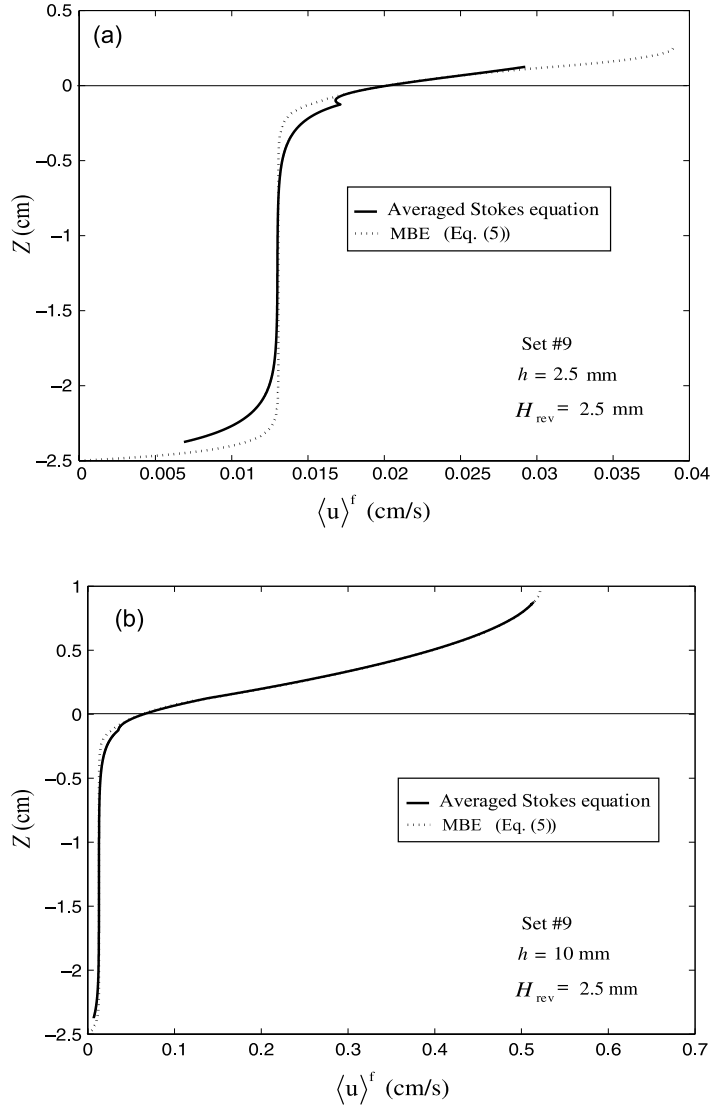 (a)
0.5
0
−0.5
−1
−1.5
−2
−2.5
Z (cm)
Averaged Stokes equation
MBE (Eq. (5))
Set #9
h = 2.5 mm
H rev = 2.5 mm
0 0.005 0.01 0.015 0.02 0.025 0.03 0.035 0.04
⟨u⟩^f (cm/s)
(b)
1
0.5
0
−0.5
−1
−1.5
−2
−2.5
Z (cm)
Averaged Stokes equation
MBE (Eq. (5))
Set #9
h = 10 mm
H rev = 2.5 mm
0 0.1 0.2 0.3 0.4 0.5 0.6 0.7
⟨u⟩^f (cm/s)